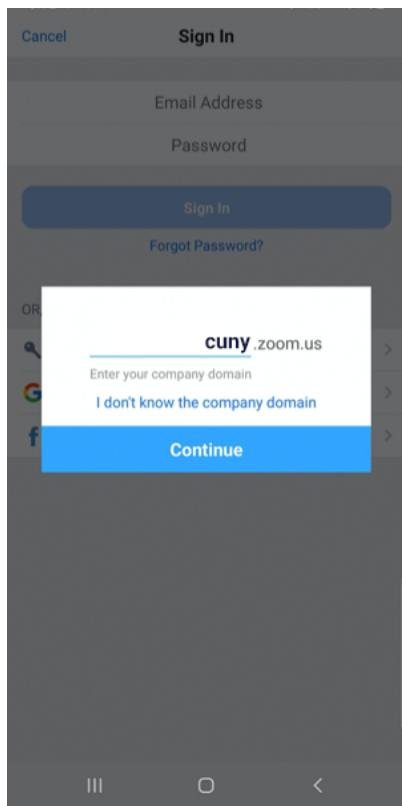 Cancel Sign In
Email Address
Password
Sign In
Forgot Password?
OR,
cuny.zoom.us
Enter your company domain
I don't know the company domain
Continue